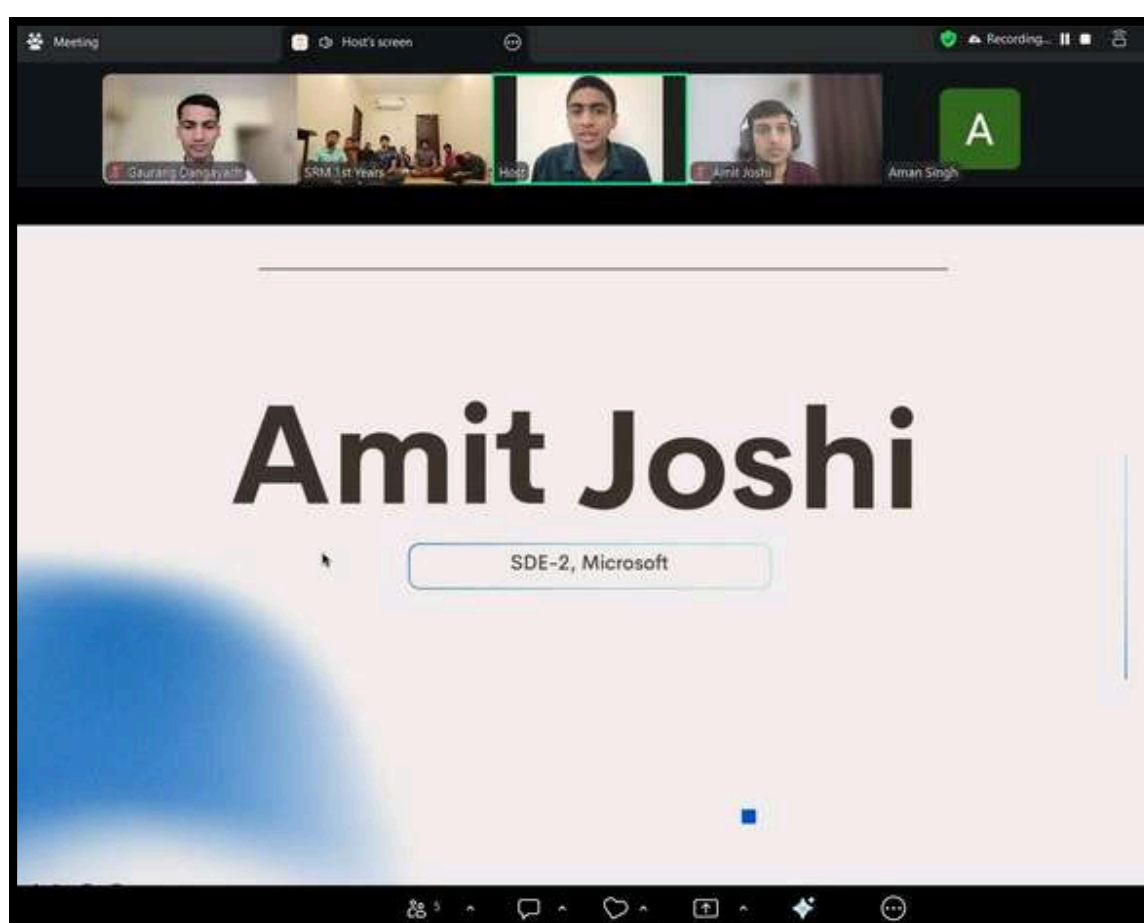 Meeting
Host's screen
Recording...
Gaurang Dangayach
SRM 1st Years
Host
Amit Joshi
A
Aman Singh
Amit Joshi
SDE-2, Microsoft
5